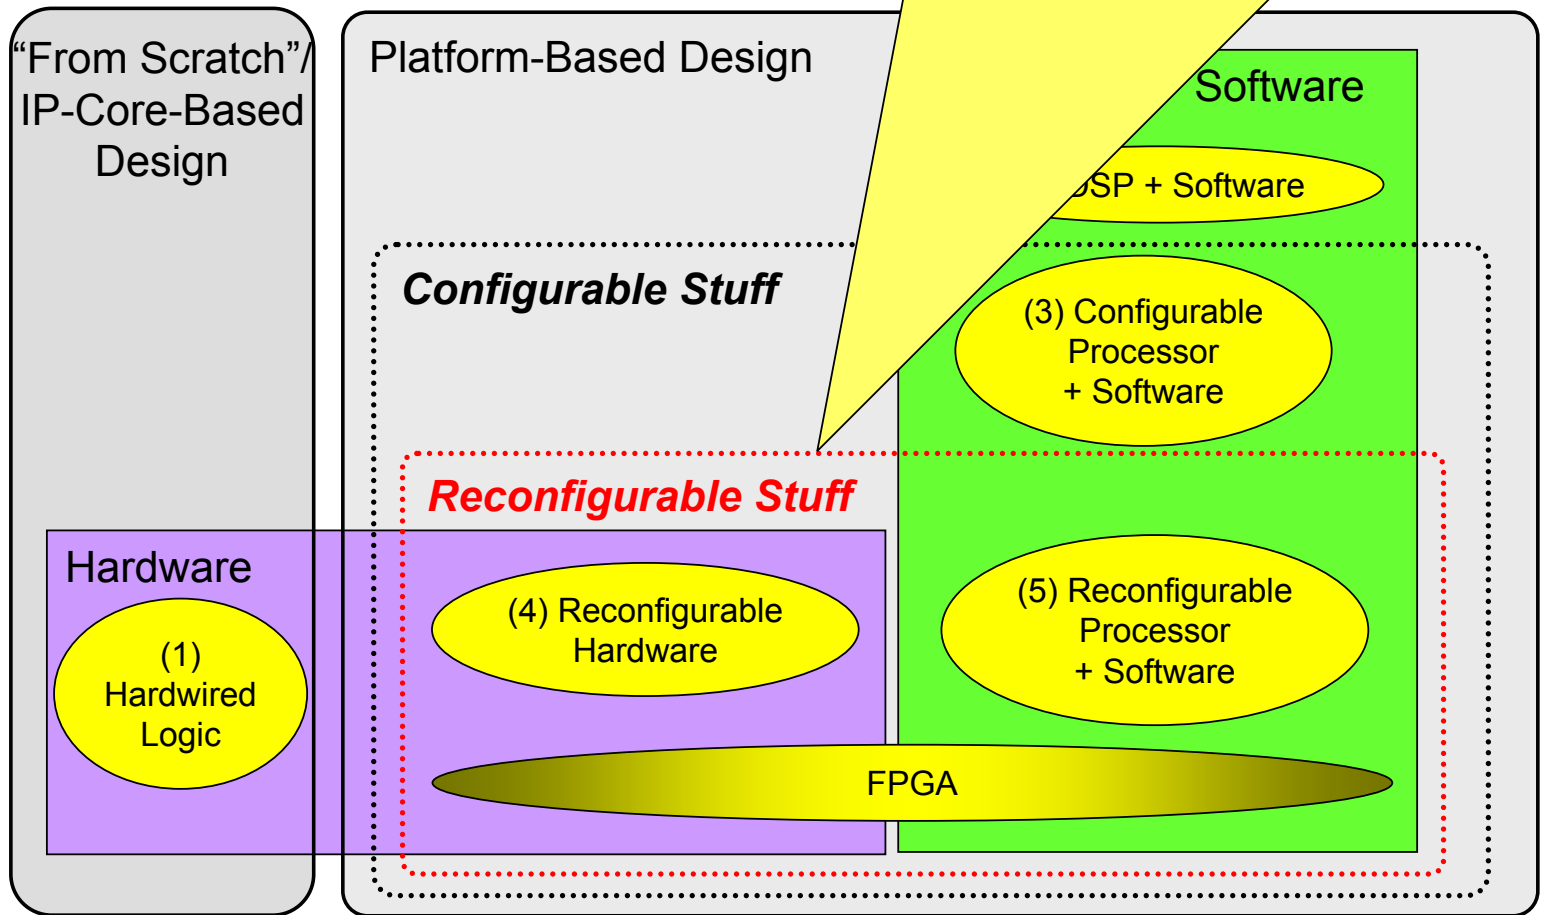 “From Scratch”/
IP-Core-Based
Design
Platform-Based Design
Software
DSP + Software
Configurable Stuff
(3) Configurable
Processor
+ Software
Reconfigurable Stuff
Hardware
(1)
Hardwired
Logic
(4) Reconfigurable
Hardware
(5) Reconfigurable
Processor
+ Software
FPGA